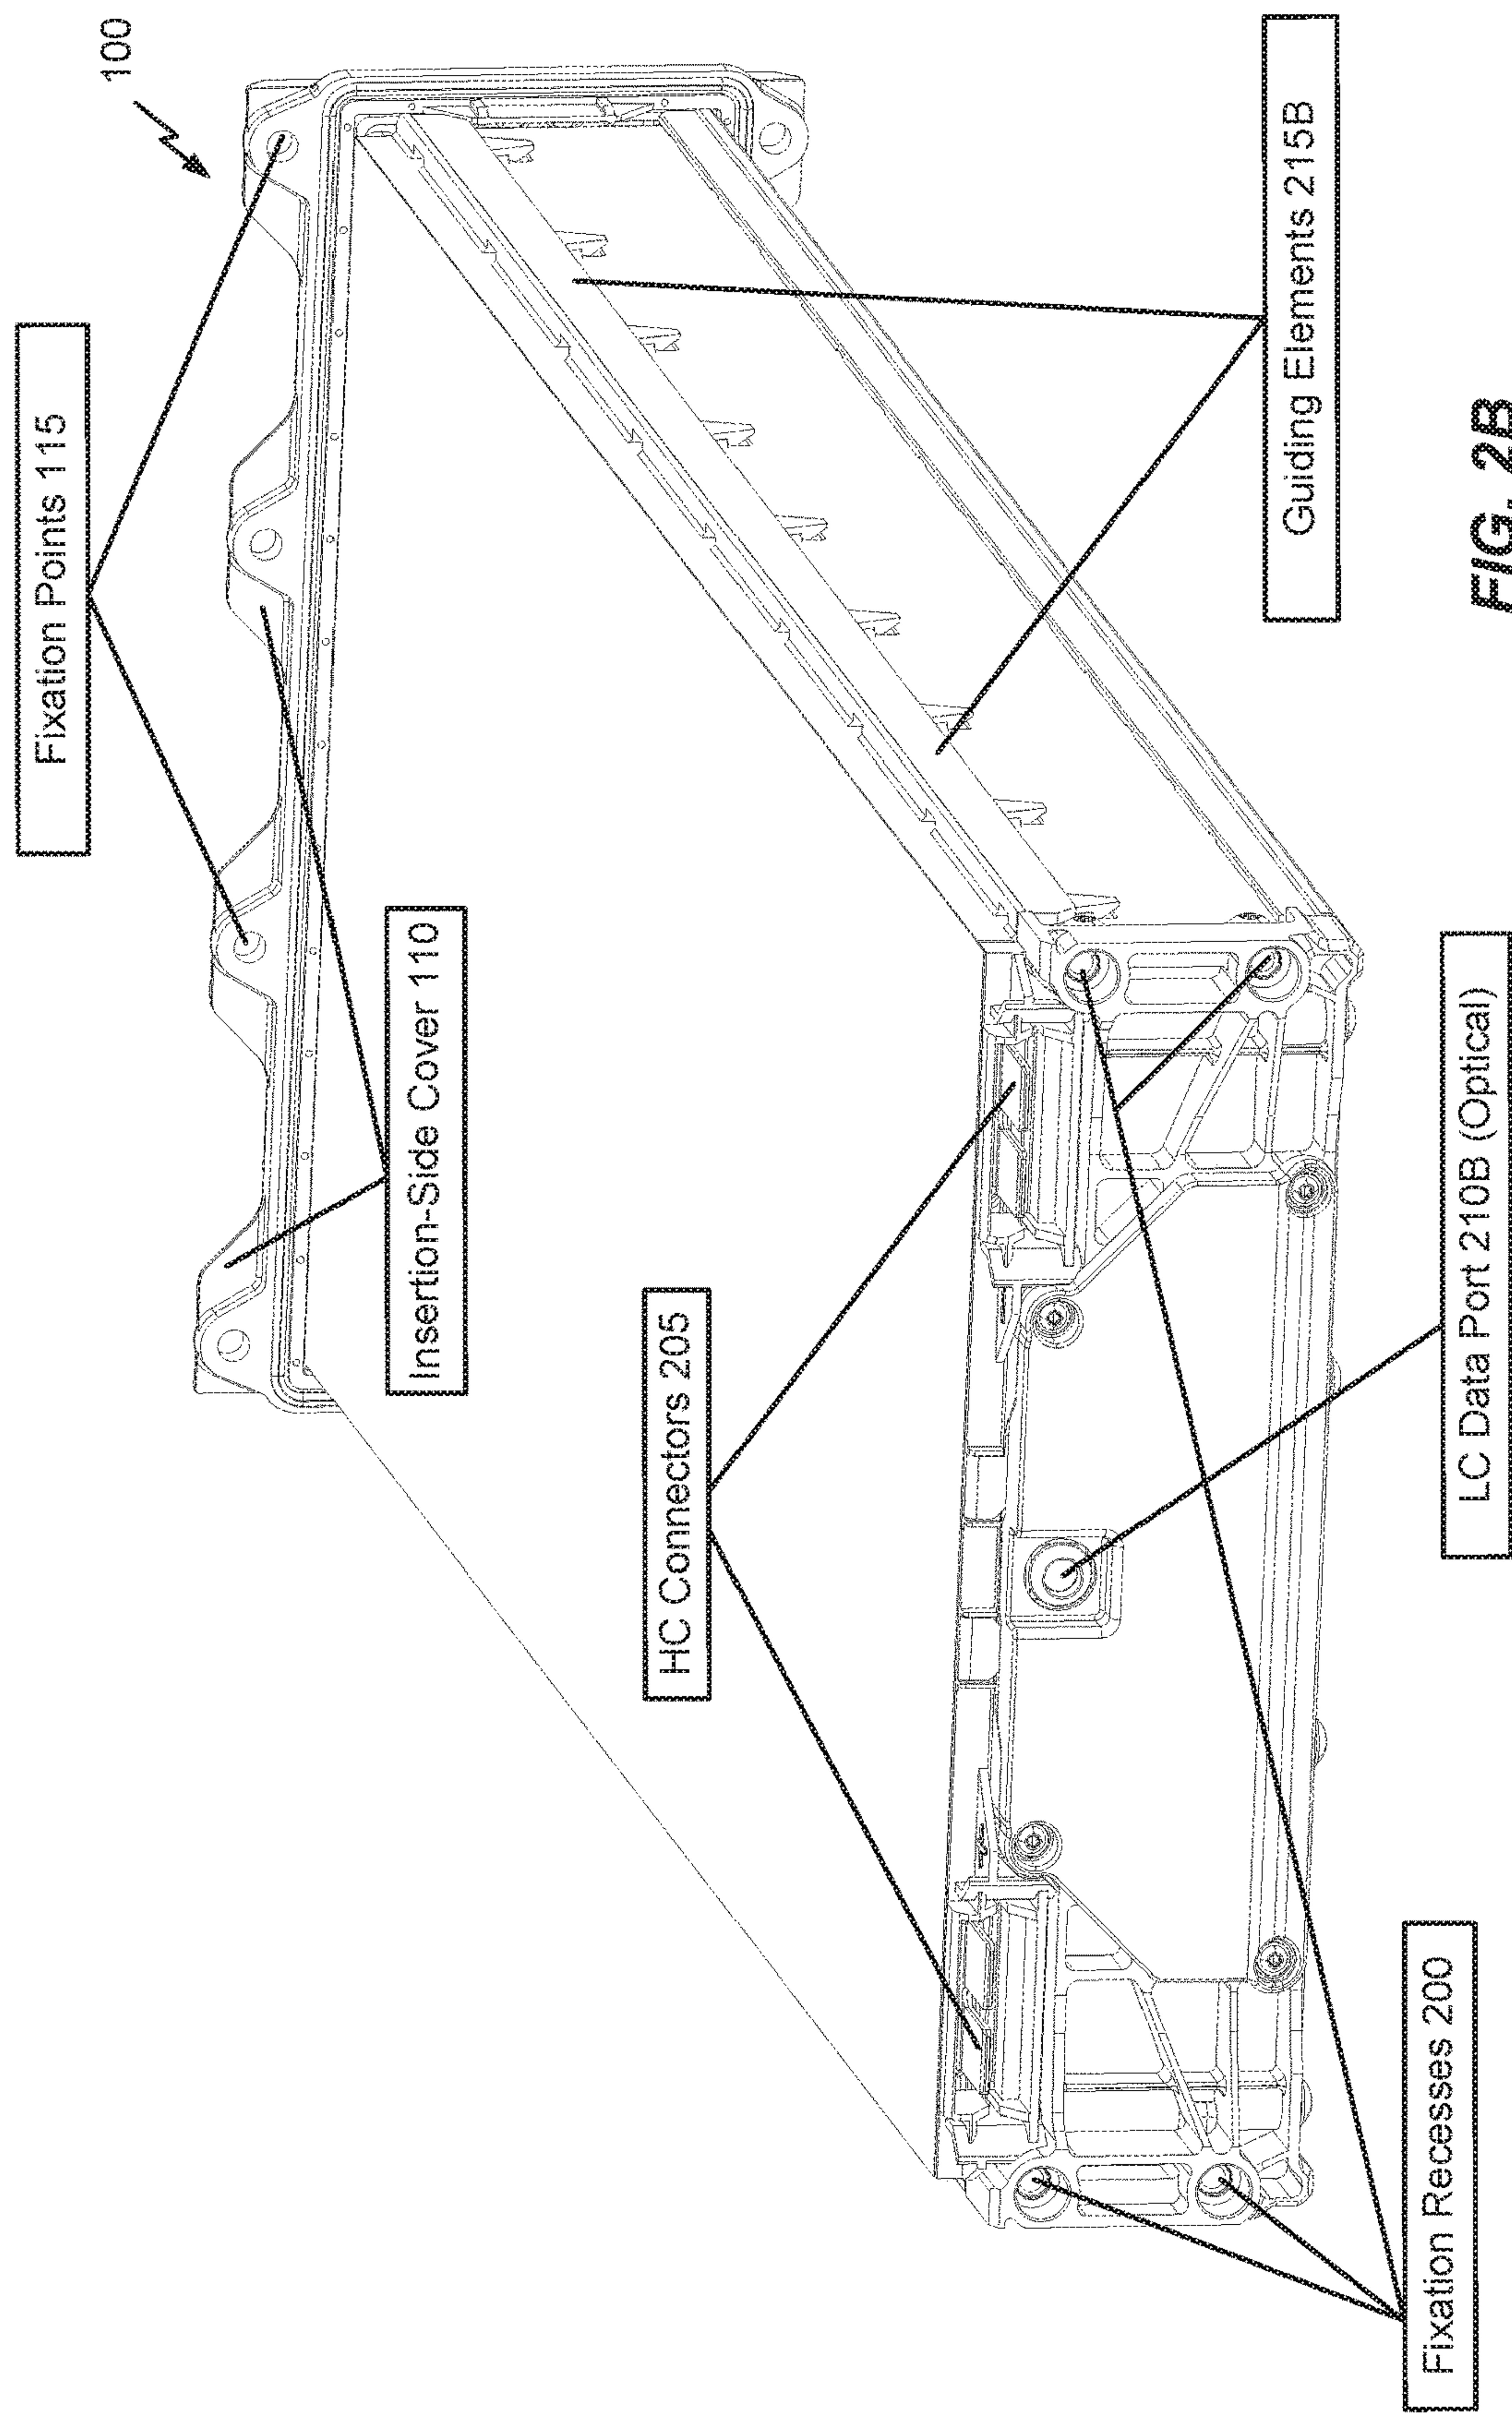 100
Fixation Points 115
Insertion-Side Cover 110
HC Connectors 205
Guiding Elements 215B
LC Data Port 210B (Optical)
Fixation Recesses 200
FIG. 2B